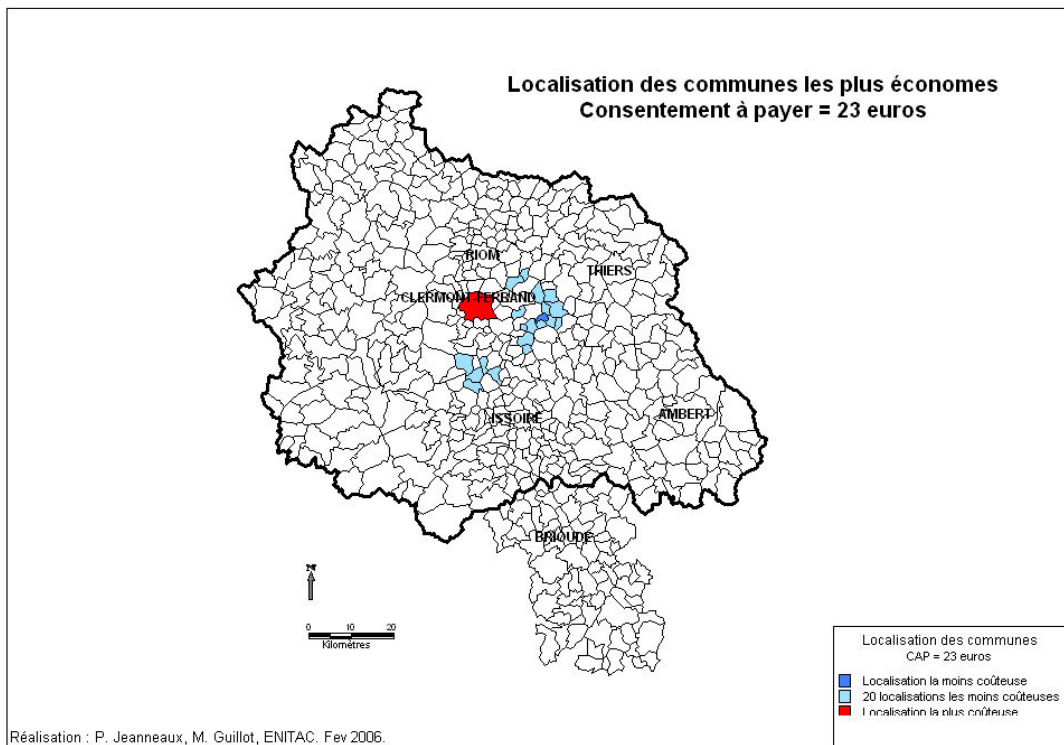 Localisation des communes les plus économes
Consentement à payer = 23 euros
RIOM
THIERS
CLERMONT-FERRAND
ISSOIRE
AMBERT
BRIOUDE
N
0 10 20
Kilomètres
Localisation des communes
CAP = 23 euros
Localisation la moins coûteuse
20 localisations les moins coûteuses
Localisation la plus coûteuse
Réalisation : P. Jeanneaux, M. Guillot, ENITAC. Fev 2006.